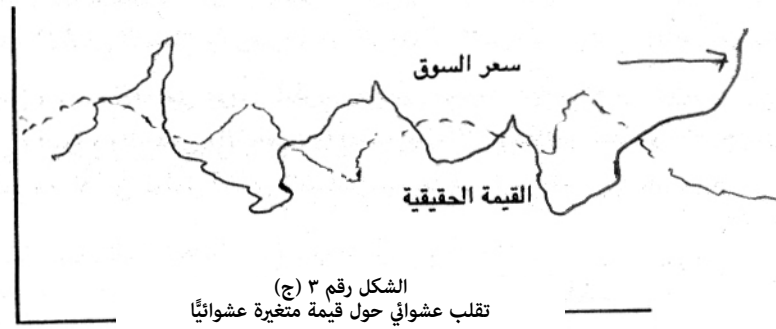 سعر السوق
القيمة الحقيقية
الشكل رقم ٣ (ج)
تقلب عشوائي حول قيمة متغيرة عشوائيًّا